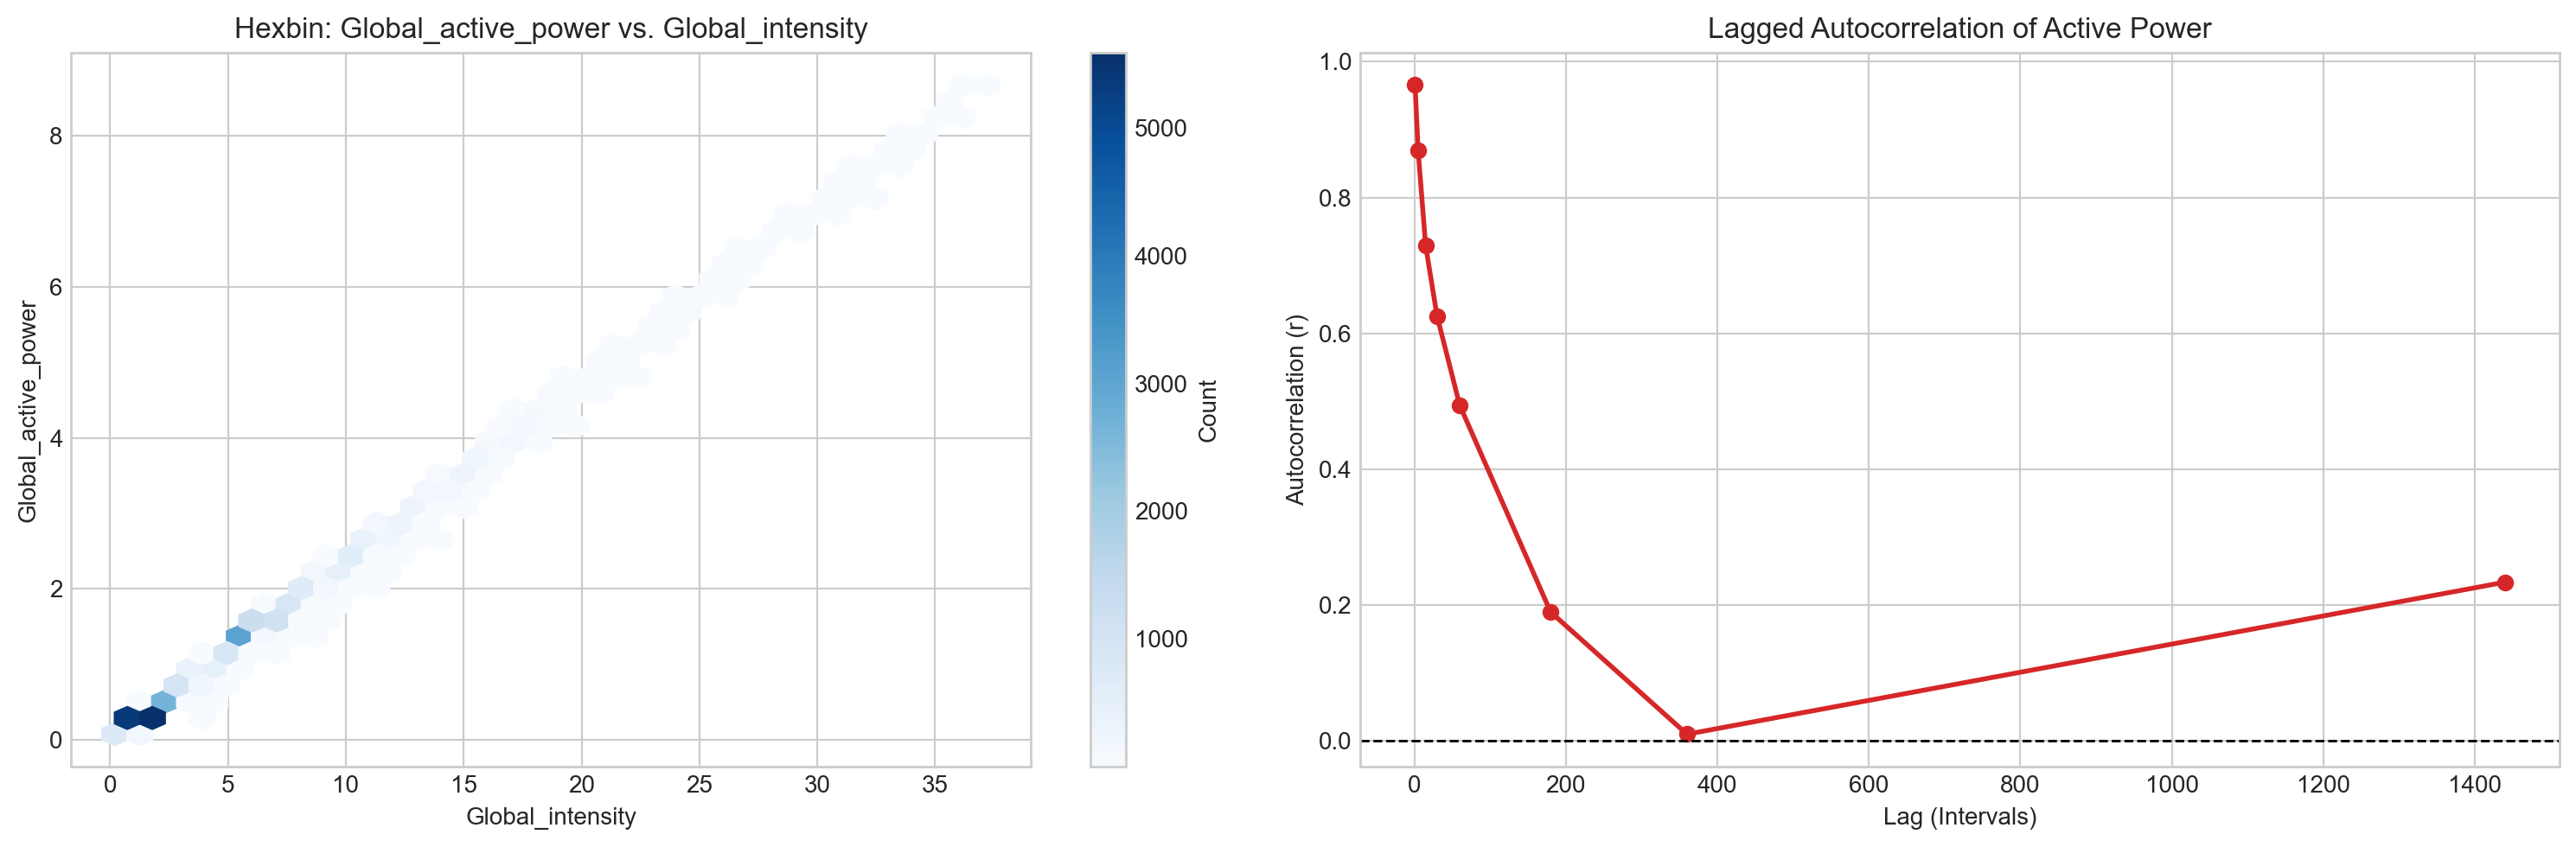 Hexbin: Global_active_power vs. Global_intensity
Global_active_power
8
6
4
2
0
0 5 10 15 20 25 30 35
Global_intensity
5000
4000
3000
2000
1000
Count
Lagged Autocorrelation of Active Power
Autocorrelation (r)
1.0
0.8
0.6
0.4
0.2
0.0
0 200 400 600 800 1000 1200 1400
Lag (Intervals)